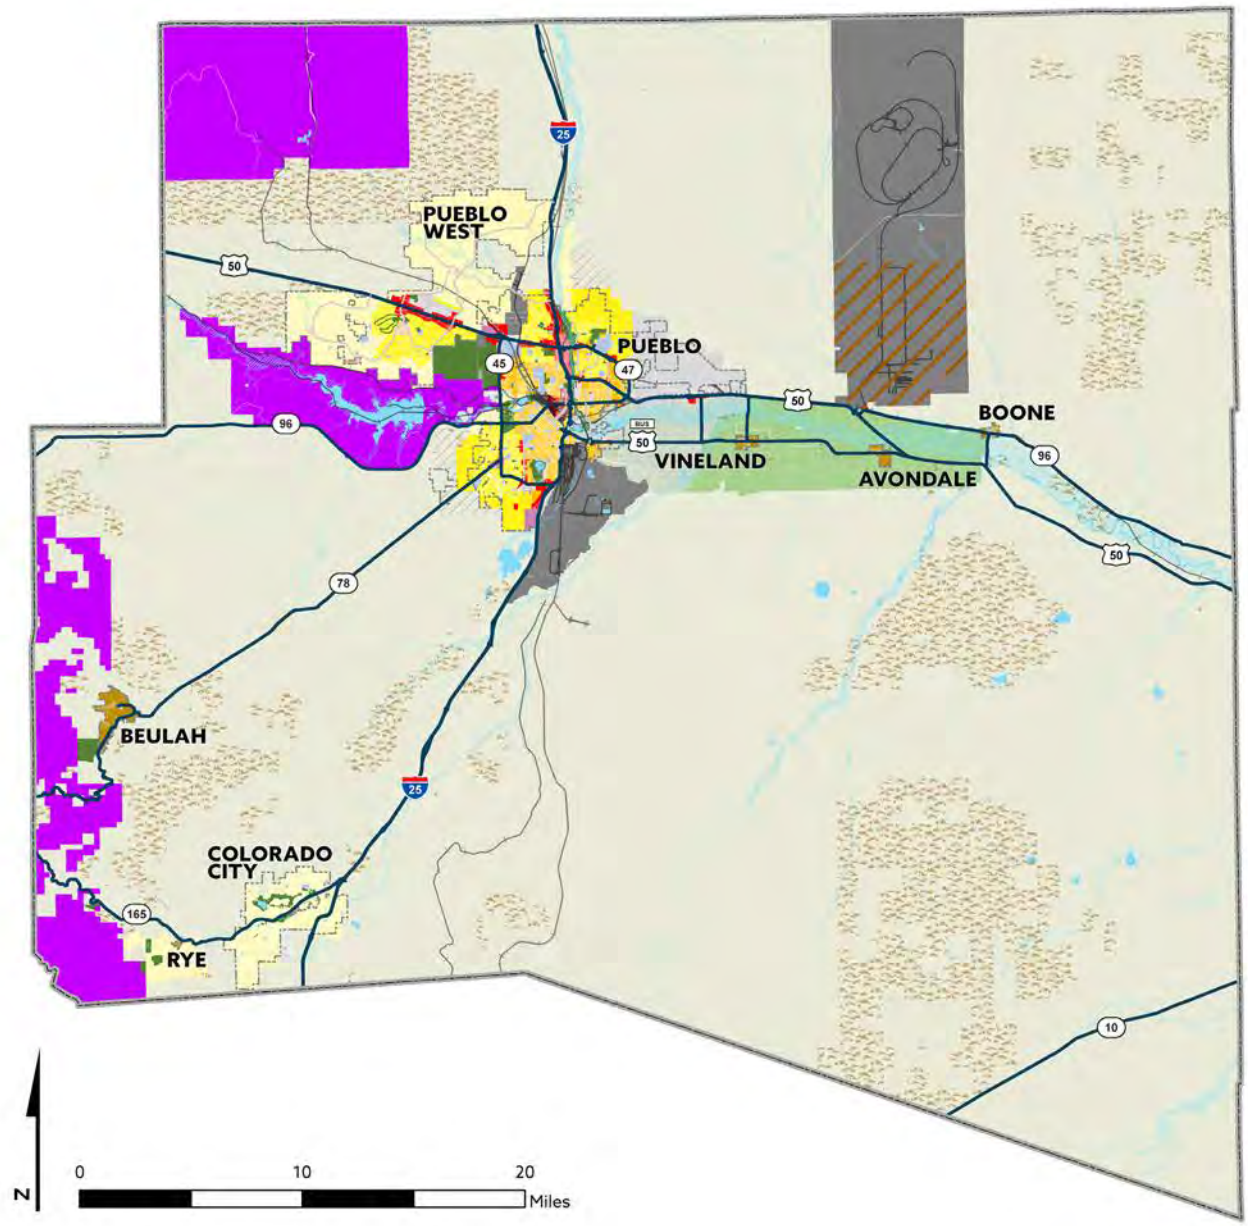 25
PUEBLO
WEST
50
PUEBLO
45
47
50
96
BUS
50
VINELAND
BOONE
96
AVONDALE
50
78
BEULAH
25
COLORADO
CITY
165
RYE
10
N
0 10 20
Miles